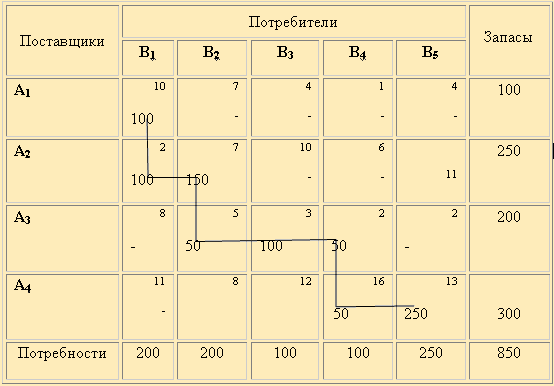 Поставщики Потребители Запасы
B1 B2 B3 B4 B5
A1 10 7 4 1 4 100
100 - - - -
A2 2 7 10 6 250
100 150 - - 11
A3 8 5 3 2 2 200
- 50 100 50 -
A4 11 8 12 16 13
- 50 250 300
Потребности 200 200 100 100 250 850